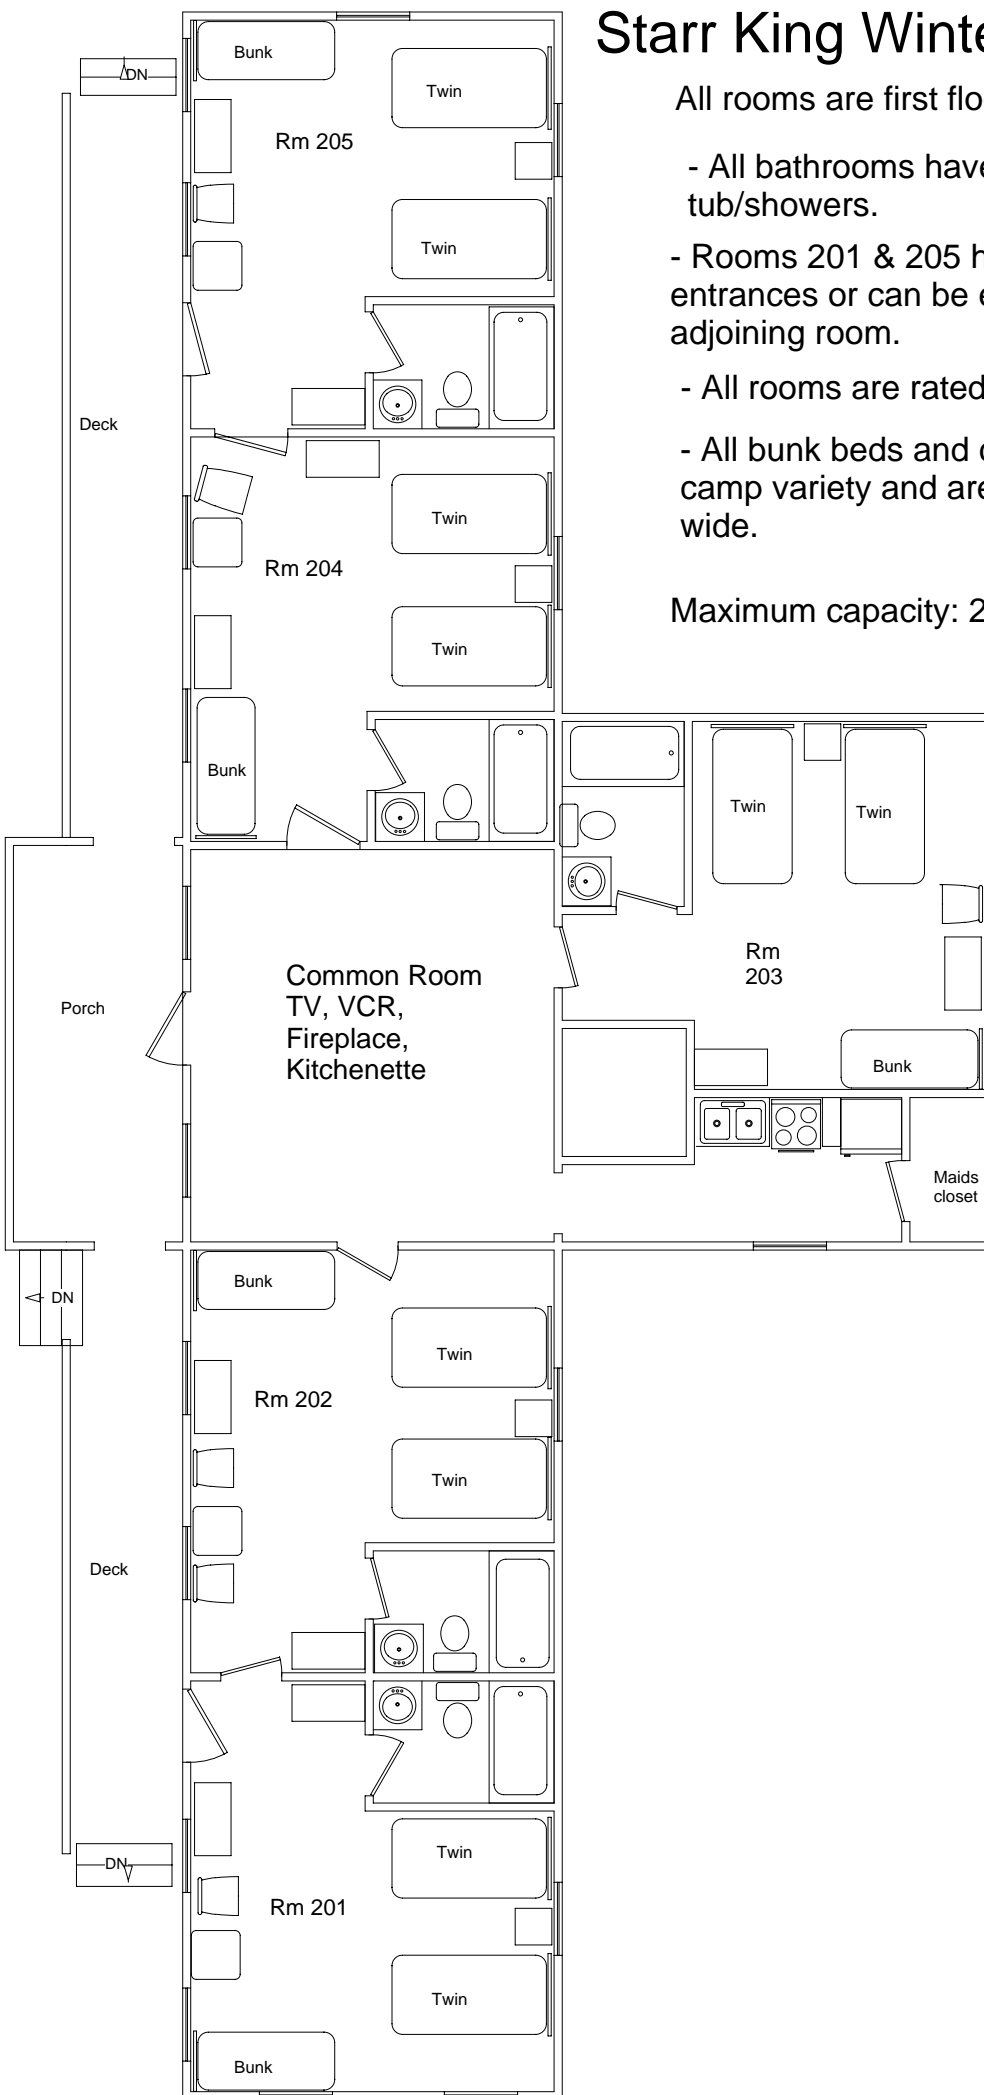 Starr King Winte
All rooms are first flo
- All bathrooms have
tub/showers.
- Rooms 201 & 205 h
entrances or can be e
adjoining room.
- All rooms are rated
- All bunk beds and c
camp variety and are
wide.
Maximum capacity: 2
DN
Bunk
Twin
Rm 205
Twin
Deck
Twin
Rm 204
Twin
Bunk
Twin
Twin
Rm
203
Bunk
Common Room
TV, VCR,
Fireplace,
Kitchenette
Porch
Maids
closet
DN
Bunk
Twin
Rm 202
Twin
Deck
DN
Twin
Rm 201
Twin
Bunk